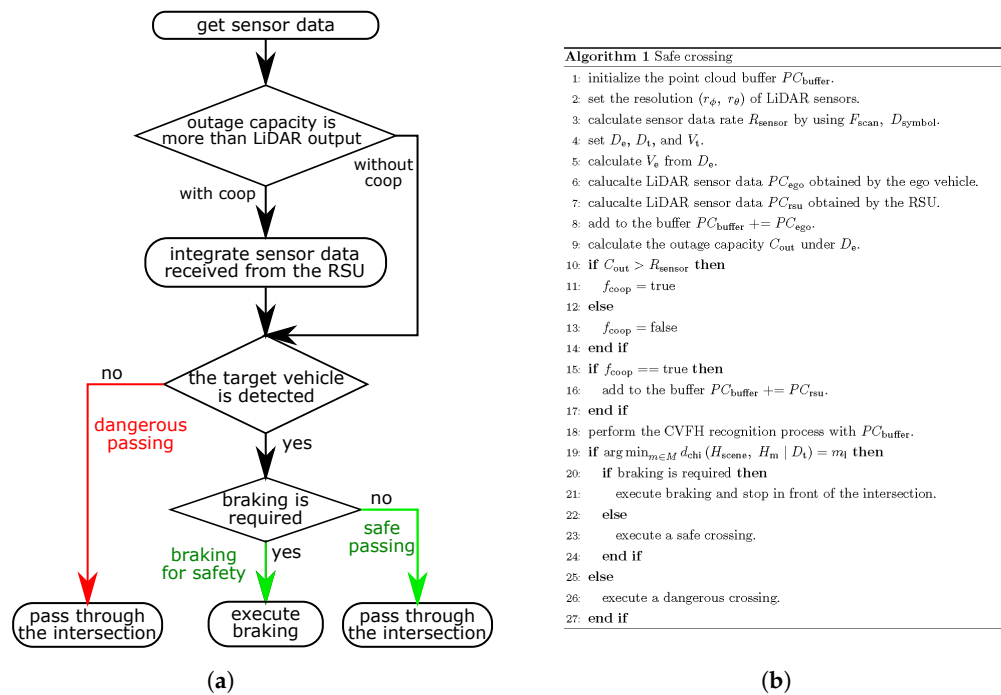 get sensor data
outage capacity is
more than LiDAR output
without
coop
with coop
integrate sensor data
received from the RSU
no
the target vehicle
is detected
dangerous
passing
yes
braking is
required
no
safe
passing
yes
braking
for safety
pass through
the intersection
execute
braking
pass through
the intersection
(a)
Algorithm 1 Safe crossing
1: initialize the point cloud buffer PC_buffer.
2: set the resolution (r_ϕ, r_θ) of LiDAR sensors.
3: calculate sensor data rate R_sensor by using F_scan, D_symbol.
4: set D_e, D_t, and V_t.
5: calculate V_e from D_e.
6: calucalte LiDAR sensor data PC_ego obtained by the ego vehicle.
7: calucalte LiDAR sensor data PC_rsu obtained by the RSU.
8: add to the buffer PC_buffer += PC_ego.
9: calculate the outage capacity C_out under D_e.
10: if C_out > R_sensor then
11: f_coop = true
12: else
13: f_coop = false
14: end if
15: if f_coop == true then
16: add to the buffer PC_buffer += PC_rsu.
17: end if
18: perform the CVFH recognition process with PC_buffer.
19: if arg min_{m∈M} d_chi (H_scene, H_m | D_t) = m_l then
20: if braking is required then
21: execute braking and stop in front of the intersection.
22: else
23: execute a safe crossing.
24: end if
25: else
26: execute a dangerous crossing.
27: end if
(b)